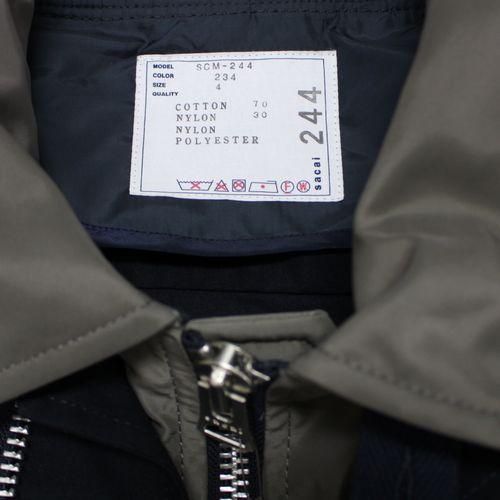 MODEL SCM-244
COLOR 234
SIZE 4
QUALITY
COTTON 70
NYLON 30
NYLON
POLYESTER
F W
sacai 244